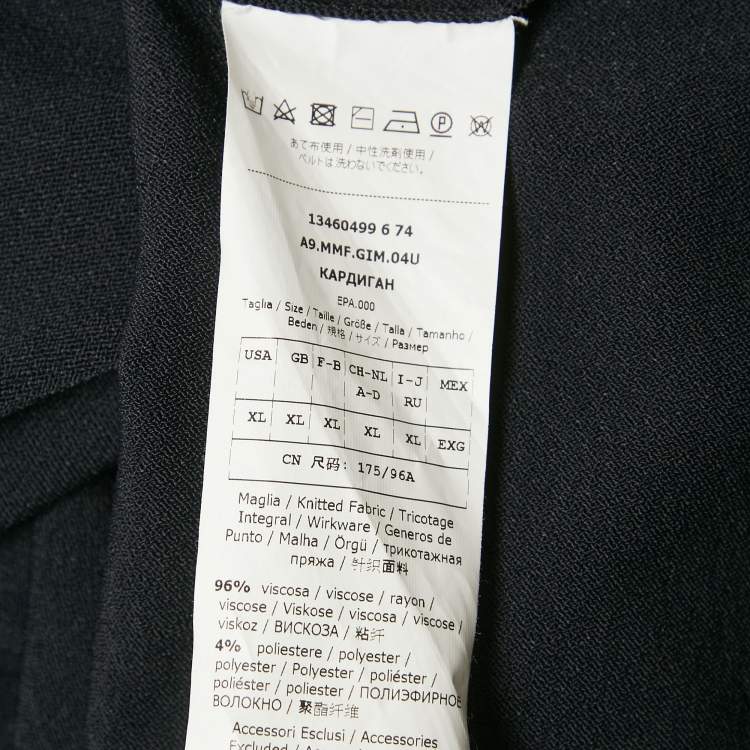 P
あて布使用 / 中性洗剤使用 /
ベルトは洗わないでください。
13460499 6 74
A9.MMF.GIM.04U
КАРДИГАН
EPA.000
Taglia / Size / Taille / Größe / Talla / Tamanho /
Beden / 規格 / サイズ / Размер
USA GB F-B CH-NL I-J MEX
A-D RU
XL XL XL XL XL EXG
CN 尺码: 175/96A
Maglia / Knitted Fabric / Tricotage
Integral / Wirkware / Generos de
Punto / Malha / Örgü / трикотажная
пряжа / 针织面料
96% viscosa / viscose / rayon /
viscose / Viskose / viscosa / viscose /
viskoz / ВИСКОЗА / 粘纤
4% poliestere / polyester /
polyester / Polyester / poliéster /
poliéster / polyester / ПОЛИЭФИРНОЕ
ВОЛОКНО / 聚酯纤维
Accessori Esclusi / Accessories
Excluded / Accessoires